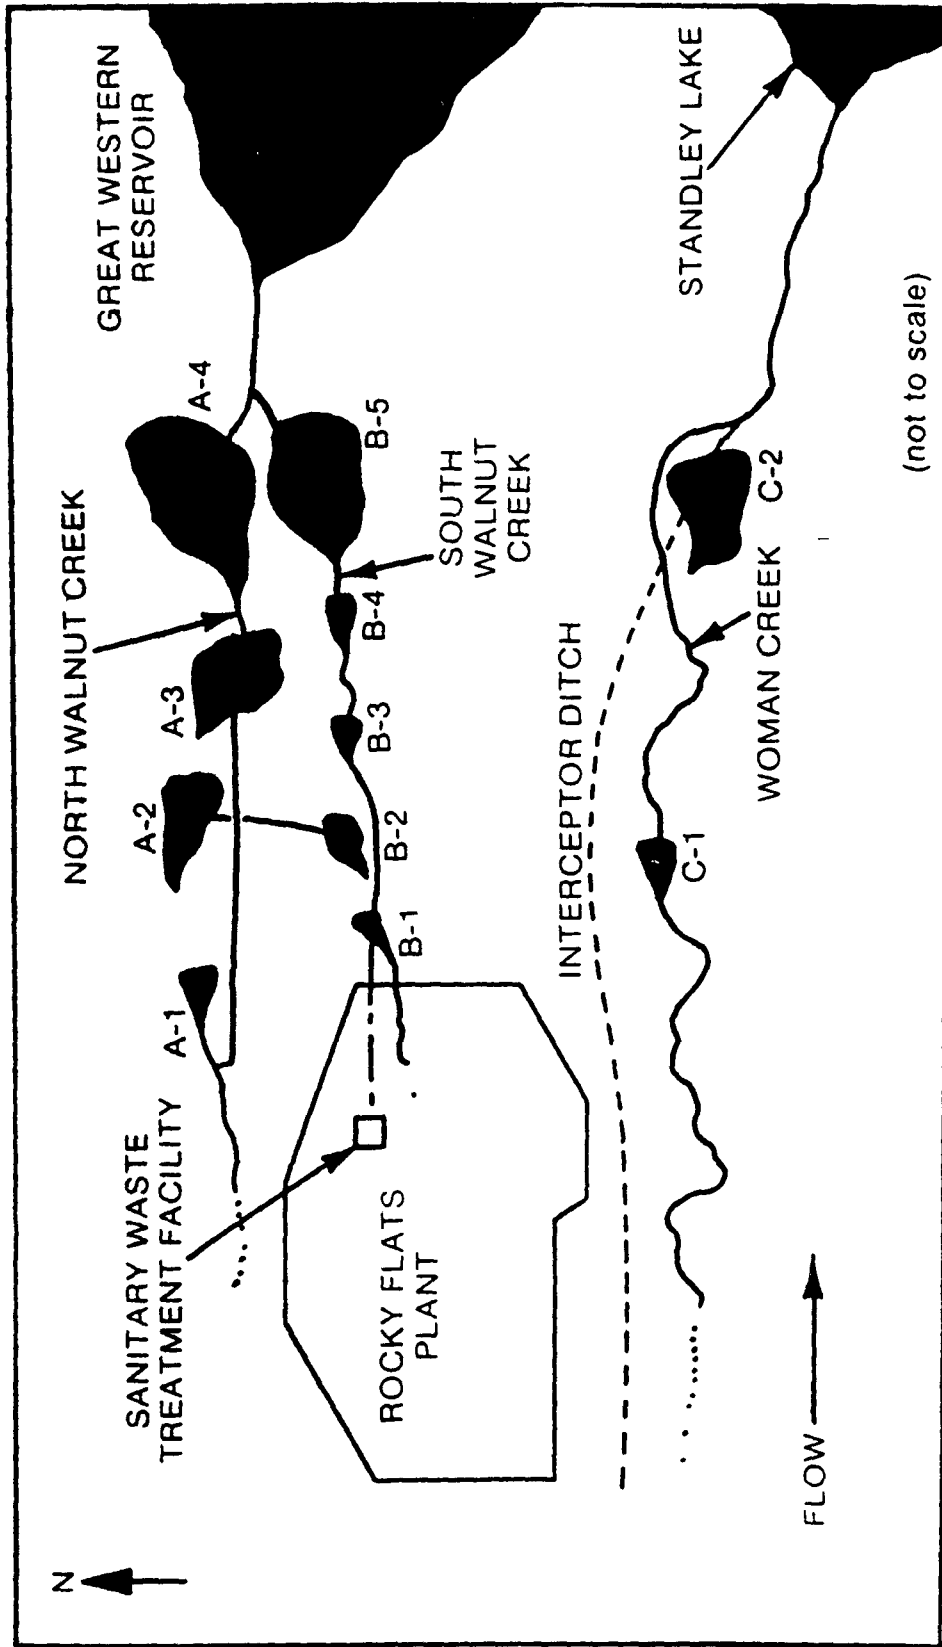 N
GREAT WESTERN
RESERVOIR
NORTH WALNUT CREEK
SANITARY WASTE
TREATMENT FACILITY
A-1
A-2
A-3
A-4
ROCKY FLATS
PLANT
B-1
B-2
B-3
B-4
B-5
SOUTH
WALNUT
CREEK
INTERCEPTOR DITCH
C-1
C-2
WOMAN CREEK
STANDLEY LAKE
FLOW
(not to scale)